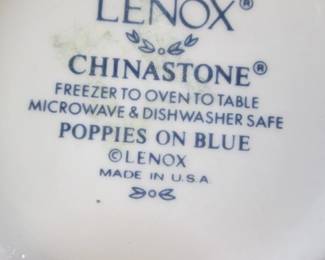 LENOX®
CHINASTONE®
FREEZER TO OVEN TO TABLE
MICROWAVE & DISHWASHER SAFE
POPPIES ON BLUE
©LENOX
MADE IN U.S.A.